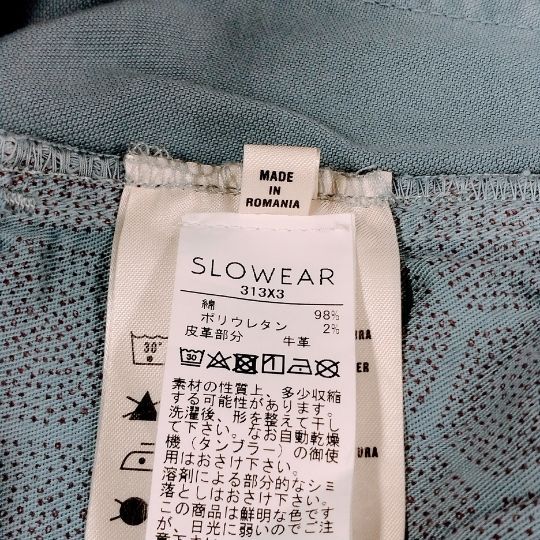 MADE
IN
ROMANIA
SLOWEAR
313X3
綿 98%
ポリウレタン 2%
皮革部分 牛革
30°
30
素材の性質上、多少収縮
する可能性があります。
洗濯後、形を整えて干し
て下さい。なお自動乾燥
機（タンブラー）の御使
用はおさけ下さい。
溶剤による部分的なシミ
落としはおさけ下さい。
この商品は鮮明な色です
が、日光に弱いのでご注